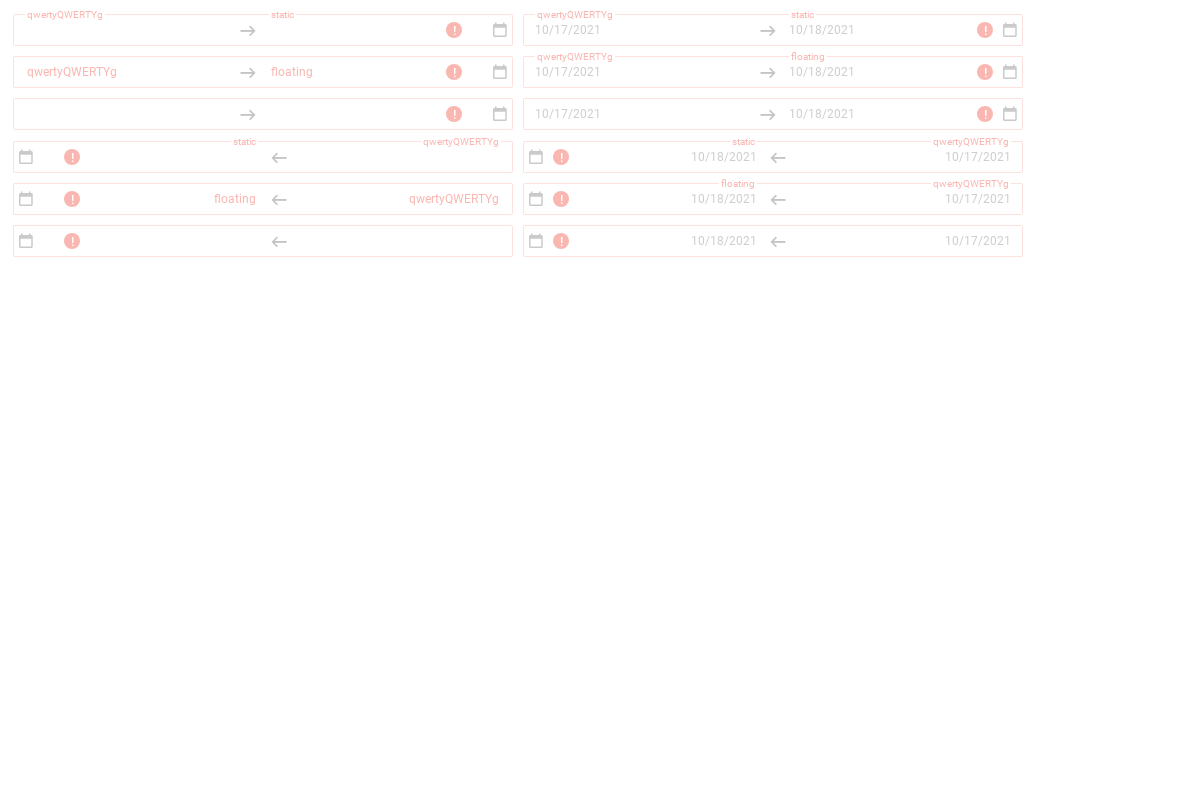 qwertyQWERTYg static qwertyQWERTYg static
10/17/2021 10/18/2021
qwertyQWERTYg floating
qwertyQWERTYg floating 10/17/2021 10/18/2021
10/17/2021 10/18/2021
static qwertyQWERTYg static qwertyQWERTYg
10/18/2021 10/17/2021
floating qwertyQWERTYg
floating qwertyQWERTYg 10/18/2021 10/17/2021
10/18/2021 10/17/2021